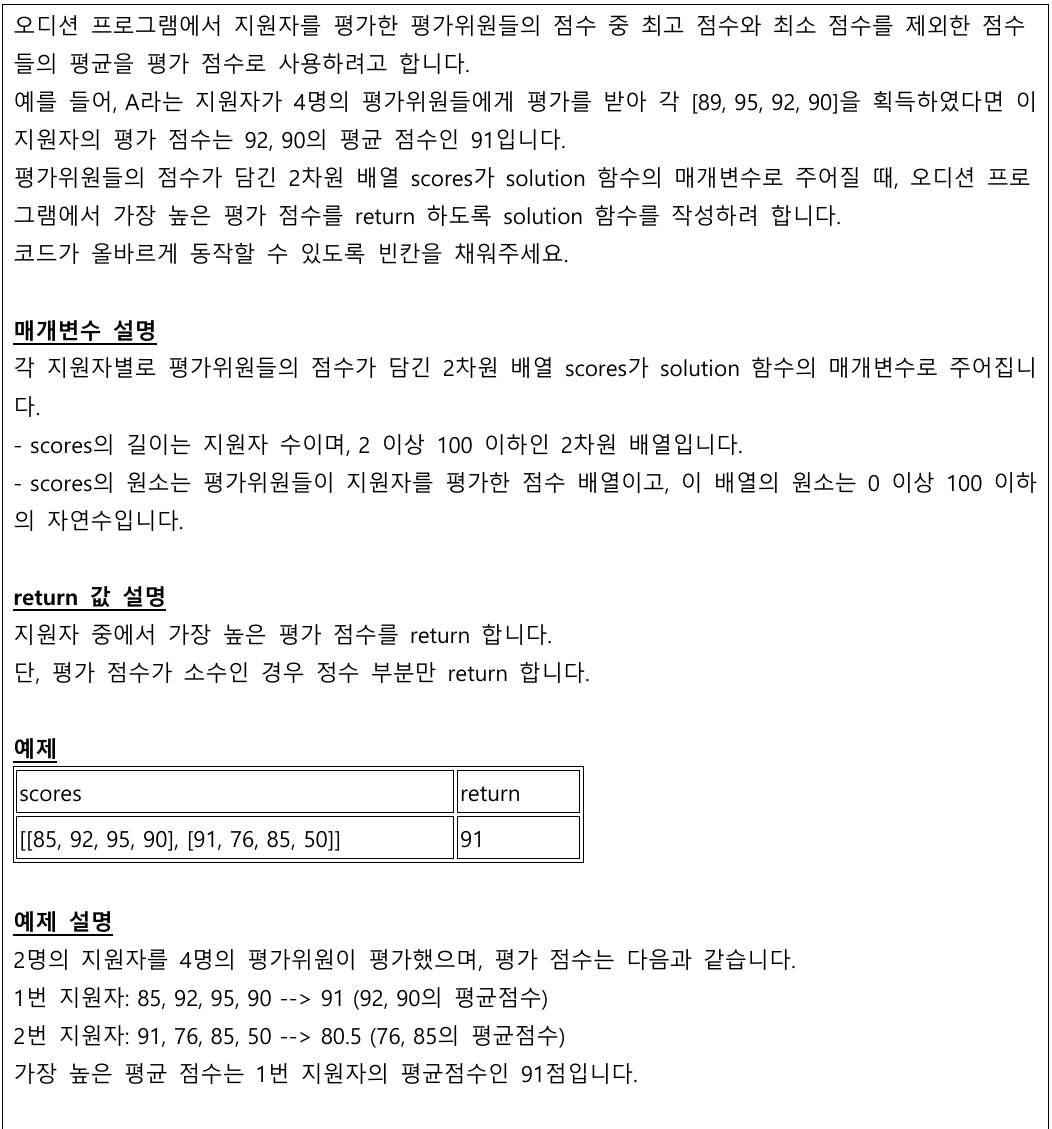 오디션 프로그램에서 지원자를 평가한 평가위원들의 점수 중 최고 점수와 최소 점수를 제외한 점수
들의 평균을 평가 점수로 사용하려고 합니다.
예를 들어, A라는 지원자가 4명의 평가위원들에게 평가를 받아 각 [89, 95, 92, 90]을 획득하였다면 이
지원자의 평가 점수는 92, 90의 평균 점수인 91입니다.
평가위원들의 점수가 담긴 2차원 배열 scores가 solution 함수의 매개변수로 주어질 때, 오디션 프로
그램에서 가장 높은 평가 점수를 return 하도록 solution 함수를 작성하려 합니다.
코드가 올바르게 동작할 수 있도록 빈칸을 채워주세요.
매개변수 설명
각 지원자별로 평가위원들의 점수가 담긴 2차원 배열 scores가 solution 함수의 매개변수로 주어집니
다.
- scores의 길이는 지원자 수이며, 2 이상 100 이하인 2차원 배열입니다.
- scores의 원소는 평가위원들이 지원자를 평가한 점수 배열이고, 이 배열의 원소는 0 이상 100 이하
의 자연수입니다.
return 값 설명
지원자 중에서 가장 높은 평가 점수를 return 합니다.
단, 평가 점수가 소수인 경우 정수 부분만 return 합니다.
예제
scores return
[[85, 92, 95, 90], [91, 76, 85, 50]] 91
예제 설명
2명의 지원자를 4명의 평가위원이 평가했으며, 평가 점수는 다음과 같습니다.
1번 지원자: 85, 92, 95, 90 --> 91 (92, 90의 평균점수)
2번 지원자: 91, 76, 85, 50 --> 80.5 (76, 85의 평균점수)
가장 높은 평균 점수는 1번 지원자의 평균점수인 91점입니다.